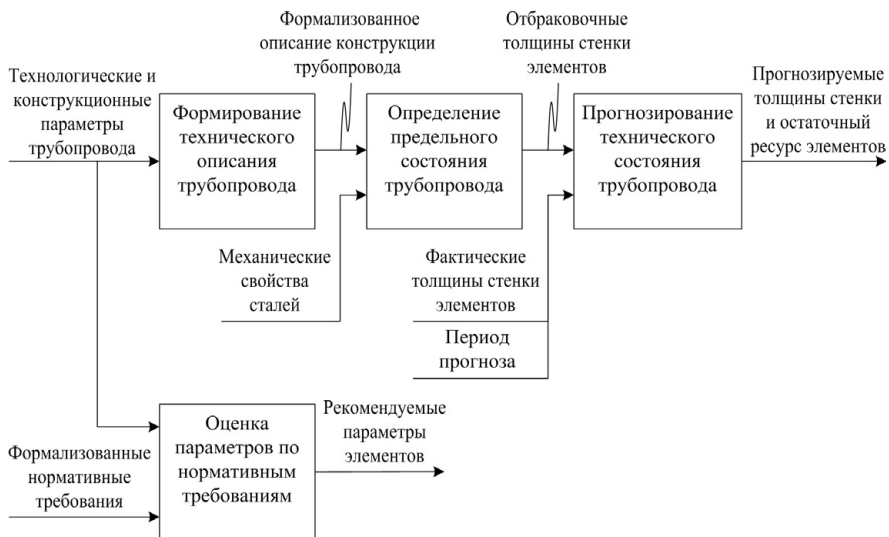 Формализованное
описание конструкции
трубопровода
Отбраковочные
толщины стенки
элементов
Технологические и
конструкционные
параметры
трубопровода
Прогнозируемые
толщины стенки
и остаточный
ресурс элементов
Формирование
технического
описания
трубопровода
Определение
предельного
состояния
трубопровода
Прогнозирование
технического
состояния
трубопровода
Механические
свойства
сталей
Фактические
толщины стенки
элементов
Период
прогноза
Формализованные
нормативные
требования
Оценка
параметров по
нормативным
требованиям
Рекомендуемые
параметры
элементов